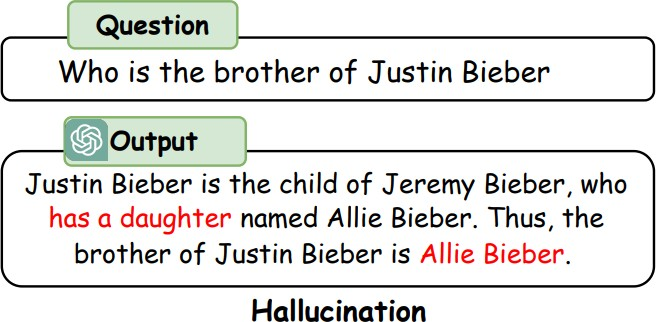 Question
Who is the brother of Justin Bieber
Output
Justin Bieber is the child of Jeremy Bieber, who
has a daughter named Allie Bieber. Thus, the
brother of Justin Bieber is Allie Bieber.
Hallucination